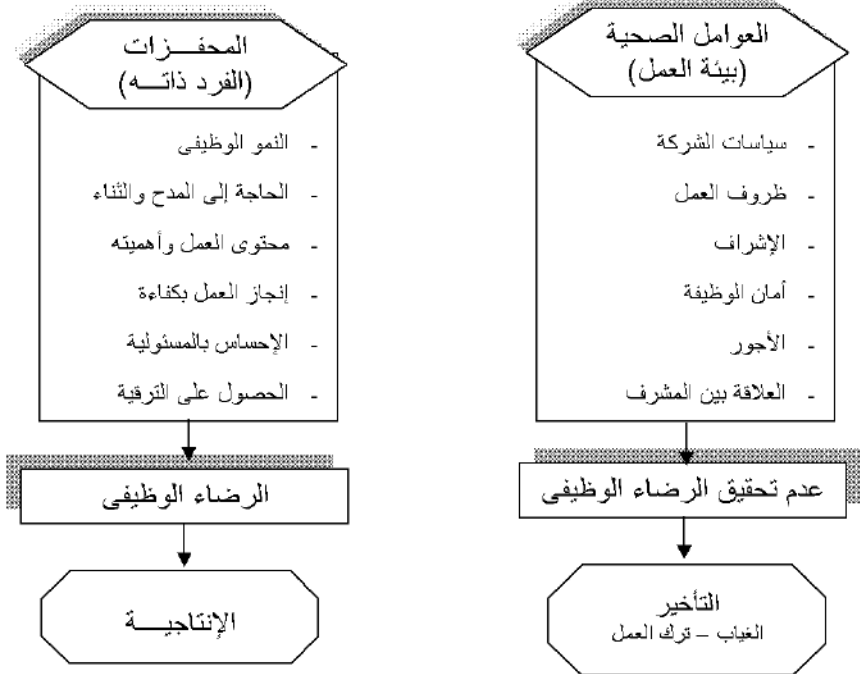 العوامل الصحية
(بيئة العمل)
- سياسات الشركة
- ظروف العمل
- الإشراف
- أمان الوظيفة
- الأجور
- العلاقة بين المشرف
عدم تحقيق الرضاء الوظيفى
التأخير
الغياب – ترك العمل
المحفـــزات
(الفرد ذاتـــه)
- النمو الوظيفى
- الحاجة إلى المدح والثناء
- محتوى العمل وأهميته
- إنجاز العمل بكفاءة
- الإحساس بالمسئولية
- الحصول على الترقية
الرضاء الوظيفى
الإنتاجيـــة